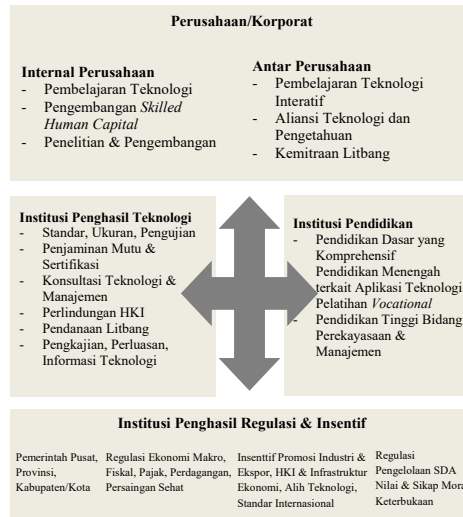 Perusahaan/Korporat
Internal Perusahaan
- Pembelajaran Teknologi
- Pengembangan Skilled
Human Capital
- Penelitian & Pengembangan
Antar Perusahaan
- Pembelajaran Teknologi
Interatif
- Aliansi Teknologi dan
Pengetahuan
- Kemitraan Litbang
Institusi Penghasil Teknologi
- Standar, Ukuran, Pengujian
- Penjaminan Mutu &
Sertifikasi
- Konsultasi Teknologi &
Manajemen
- Perlindungan HKI
- Pendanaan Litbang
- Pengkajian, Perluasan,
Informasi Teknologi
Institusi Pendidikan
- Pendidikan Dasar yang
Komprehensif
Pendidikan Menengah
terkait Aplikasi Teknologi
Pelatihan Vocational
- Pendidikan Tinggi Bidang
Perekayasaan &
Manajemen
Institusi Penghasil Regulasi & Insentif
Pemerintah Pusat,
Provinsi,
Kabupaten/Kota
Regulasi Ekonomi Makro,
Fiskal, Pajak, Perdagangan,
Persaingan Sehat
Insenttif Promosi Industri &
Ekspor, HKI & Infrastruktur
Ekonomi, Alih Teknologi,
Standar Internasional
Regulasi
Pengelolaan SDA
Nilai & Sikap Mora
Keterbukaan